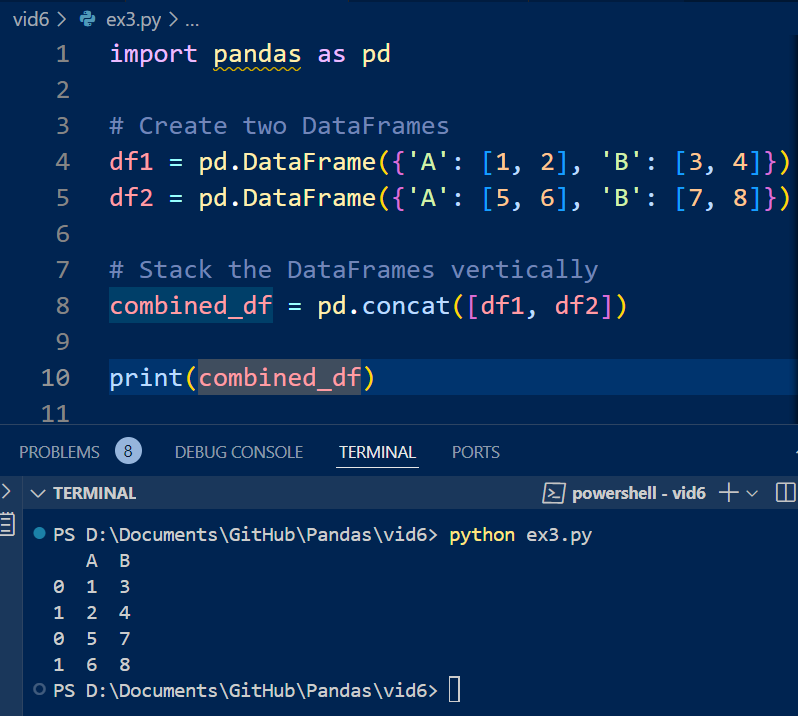 vid6 > ex3.py > ...
1 import pandas as pd
2
3 # Create two DataFrames
4 df1 = pd.DataFrame({'A': [1, 2], 'B': [3, 4]})
5 df2 = pd.DataFrame({'A': [5, 6], 'B': [7, 8]})
6
7 # Stack the DataFrames vertically
8 combined_df = pd.concat([df1, df2])
9
10 print(combined_df)
11
PROBLEMS 8 DEBUG CONSOLE TERMINAL PORTS
TERMINAL powershell - vid6
PS D:\Documents\GitHub\Pandas\vid6> python ex3.py
A B
0 1 3
1 2 4
0 5 7
1 6 8
PS D:\Documents\GitHub\Pandas\vid6>